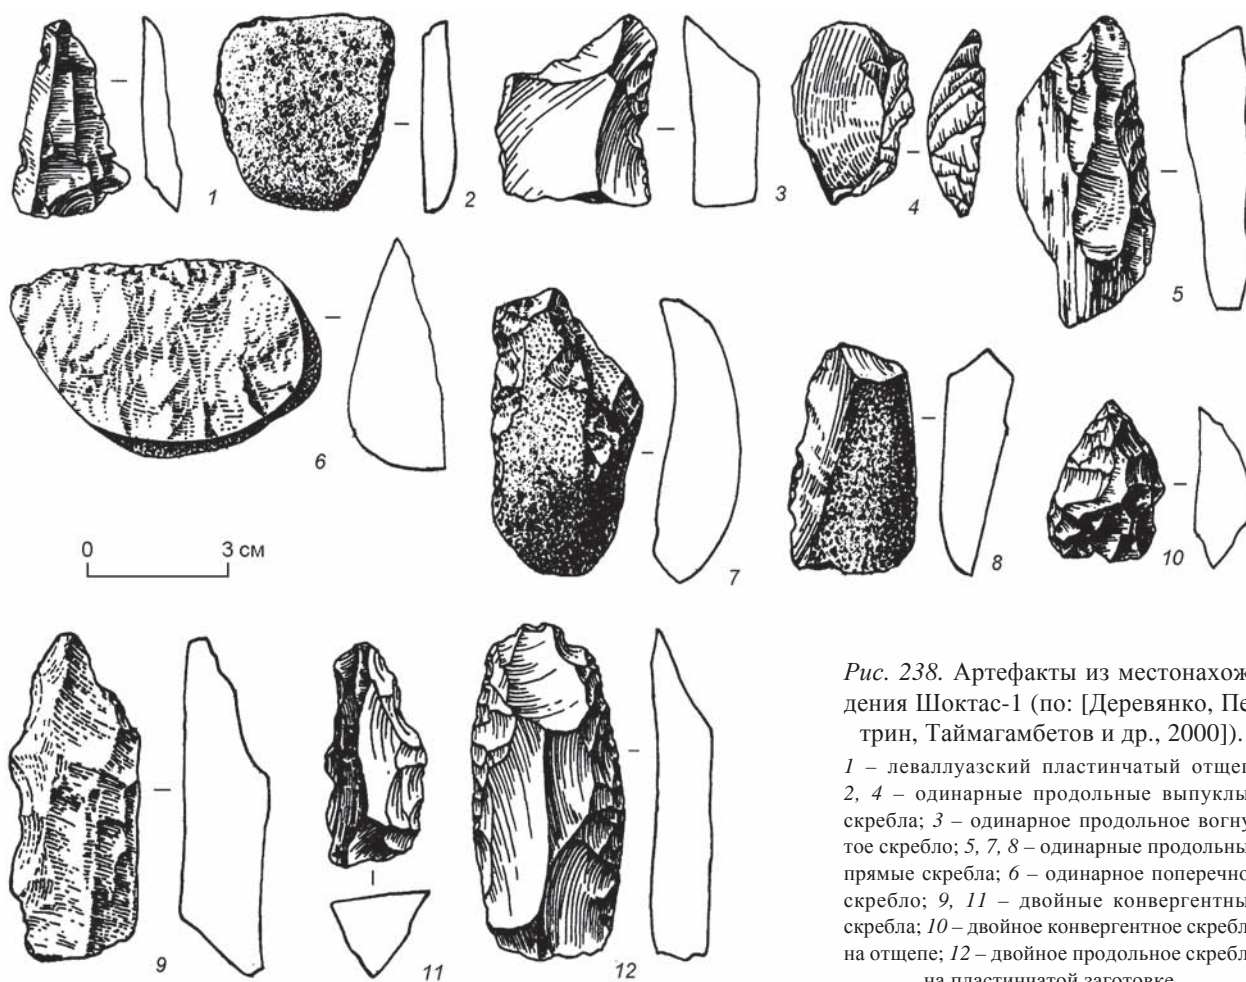 1
2
3
4
5
6
7
8
10
0 3 см
9
11
12
Рис. 238. Артефакты из местонахож
дения Шоктас-1 (по: [Деревянко, Пе
трин, Таймагамбетов и др., 2000]).
1 – леваллуазский пластинчатый отщеп
2, 4 – одинарные продольные выпуклы
скребла; 3 – одинарное продольное вогну
тое скребло; 5, 7, 8 – одинарные продольны
прямые скребла; 6 – одинарное поперечно
скребло; 9, 11 – двойные конвергентны
скребла; 10 – двойное конвергентное скребл
на отщепе; 12 – двойное продольное скребл
на пластинчатой заготовке